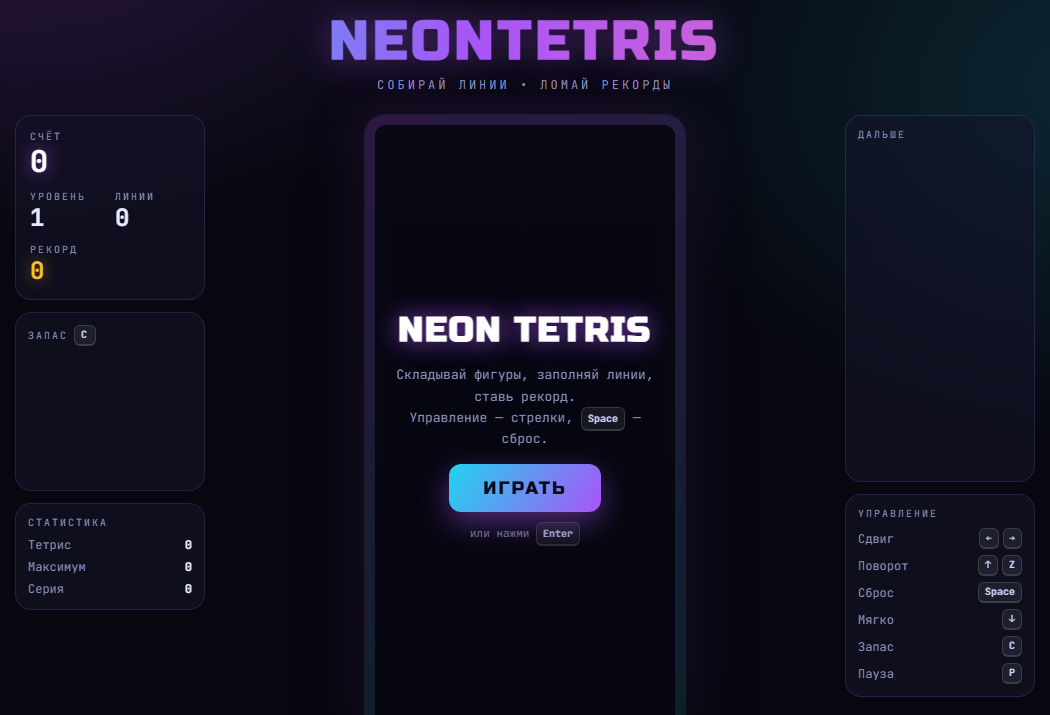 NEONTETRIS
СОБИРАЙ ЛИНИИ • ЛОМАЙ РЕКОРДЫ
СЧЁТ
0
УРОВЕНЬ ЛИНИИ
1 0
РЕКОРД
0
ЗАПАС C
СТАТИСТИКА
Тетрис 0
Максимум 0
Серия 0
NEON TETRIS
Складывай фигуры, заполняй линии,
ставь рекорд.
Управление — стрелки, Space —
сброс.
ИГРАТЬ
или нажми Enter
ДАЛЬШЕ
УПРАВЛЕНИЕ
Сдвиг ← →
Поворот ↑ Z
Сброс Space
Мягко ↓
Запас C
Пауза P